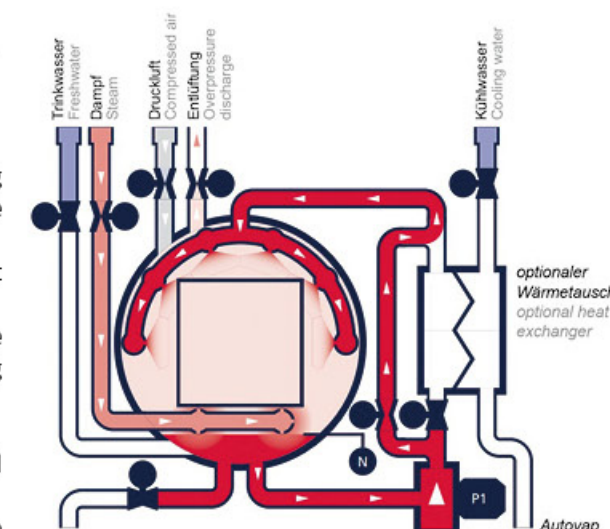 Trinkwasser
Freshwater
Dampf
Steam
Druckluft
Compressed air
Entlüftung
Overpressure
discharge
Kühlwasser
Cooling water
optionaler
Wärmetausch
optional heat
exchanger
N
P1
Autovap